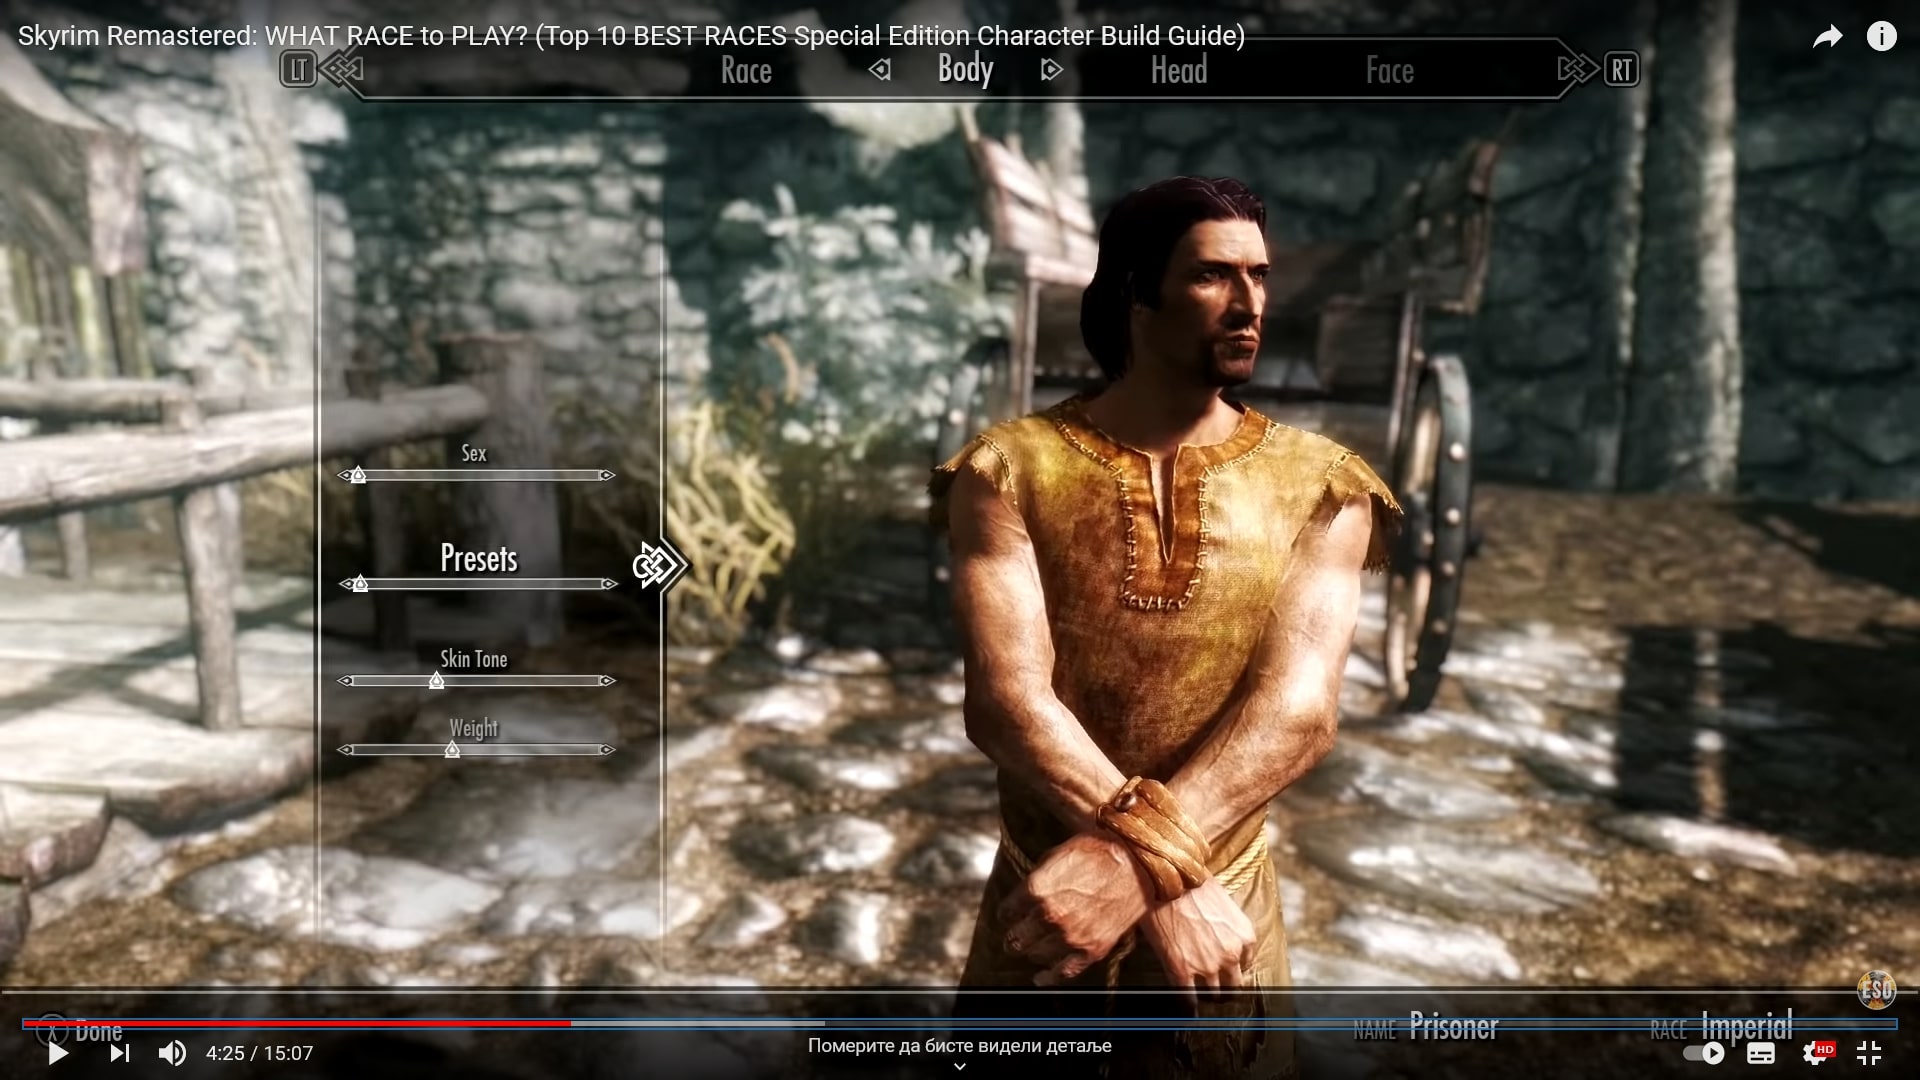 Skyrim Remastered: WHAT RACE to PLAY? (Top 10 BEST RACES Special Edition Character Build Guide)
LT Race Body Head Face RT
Sex
Presets
Skin Tone
Weight
ESO
X Done
NAME Prisoner RACE Imperial
4:25 / 15:07
Померите да бисте видели детаље
HD